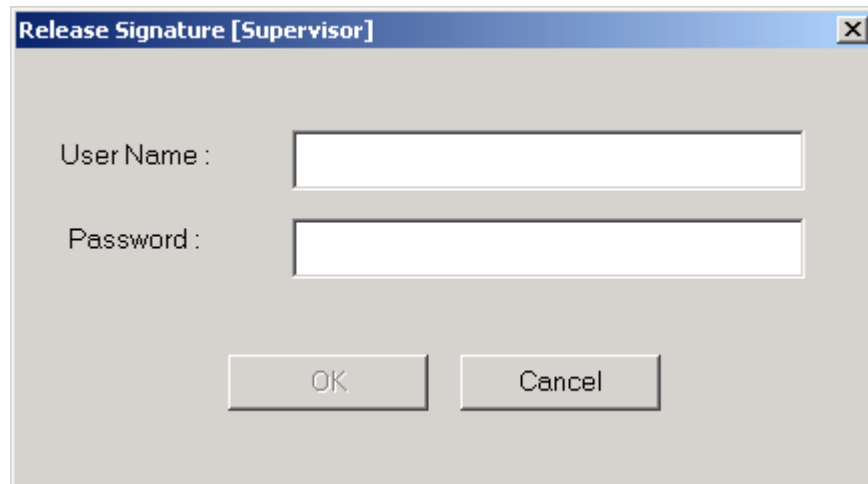 Release Signature [Supervisor]
User Name :
Password :
OK
Cancel